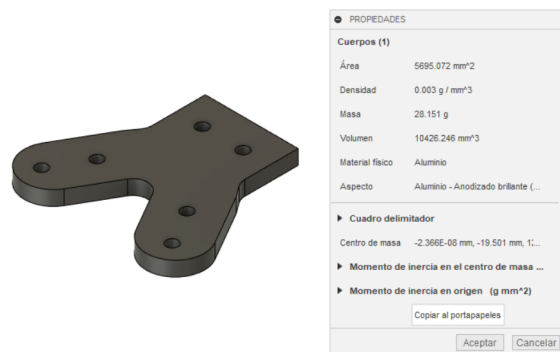 PROPIEDADES
Cuerpos (1)
Área 5695.072 mm^2
Densidad 0.003 g / mm^3
Masa 28.151 g
Volumen 10426.246 mm^3
Material físico Aluminio
Aspecto Aluminio - Anodizado brillante (...
Cuadro delimitador
Centro de masa -2.366E-08 mm, -19.501 mm, 1...
Momento de inercia en el centro de masa ...
Momento de inercia en origen (g mm^2)
Copiar al portapapeles
Aceptar Cancelar